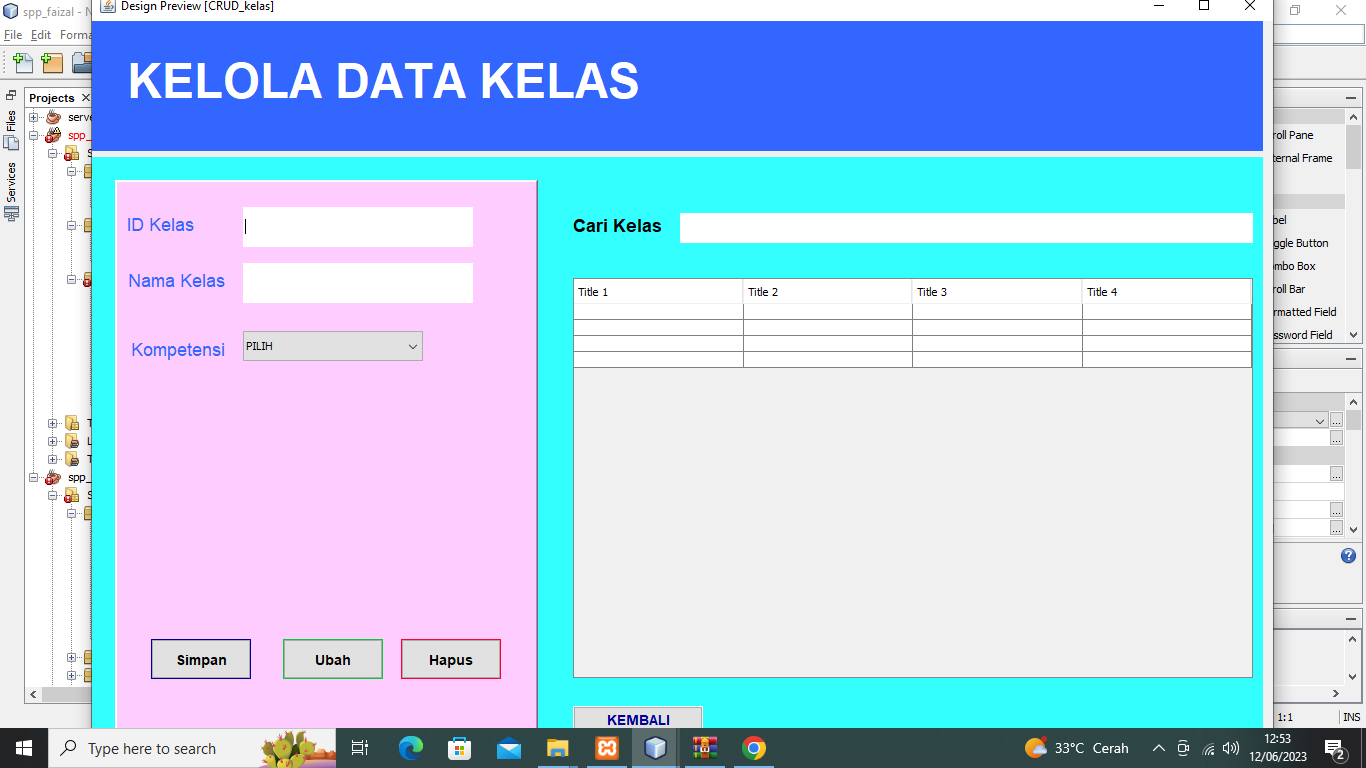 spp_faizal - N
Design Preview [CRUD_kelas]
File Edit Forma
KELOLA DATA KELAS
Projects
Files
Services
serve
spp_
S
T
L
T
spp_
S
ID Kelas
Nama Kelas
Kompetensi
PILIH
Simpan
Ubah
Hapus
Cari Kelas
Title 1 Title 2 Title 3 Title 4
KEMBALI
roll Pane
ternal Frame
bel
ggle Button
mbo Box
roll Bar
rmatted Field
ssword Field
...
...
...
...
...
?
1:1 INS
Type here to search
33°C Cerah
12:53
12/06/2023
2